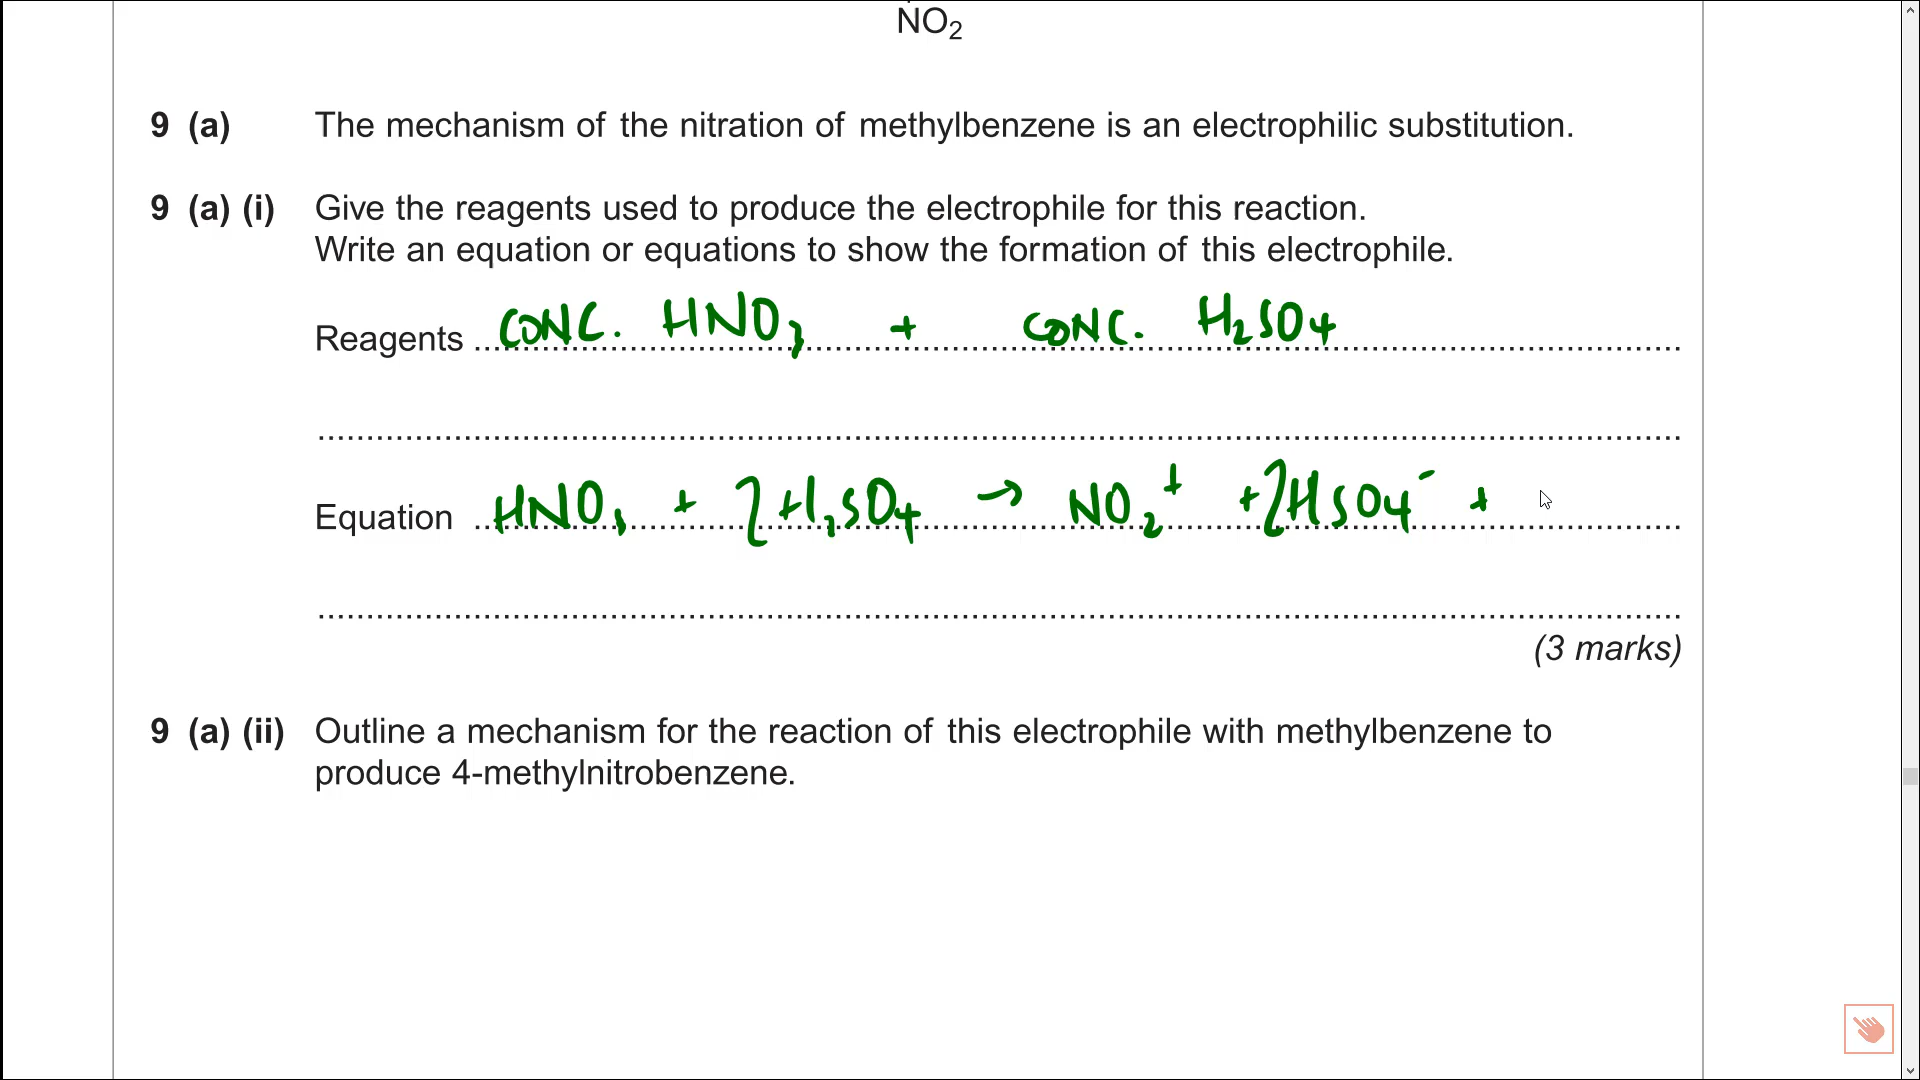 NO₂
9 (a) The mechanism of the nitration of methylbenzene is an electrophilic substitution.
9 (a) (i) Give the reagents used to produce the electrophile for this reaction.
Write an equation or equations to show the formation of this electrophile.
Reagents CONC. HNO₃ + CONC. H₂SO₄
Equation HNO₃ + 2H₂SO₄ → NO₂⁺ + 2HSO₄⁻ +
(3 marks)
9 (a) (ii) Outline a mechanism for the reaction of this electrophile with methylbenzene to
produce 4-methylnitrobenzene.